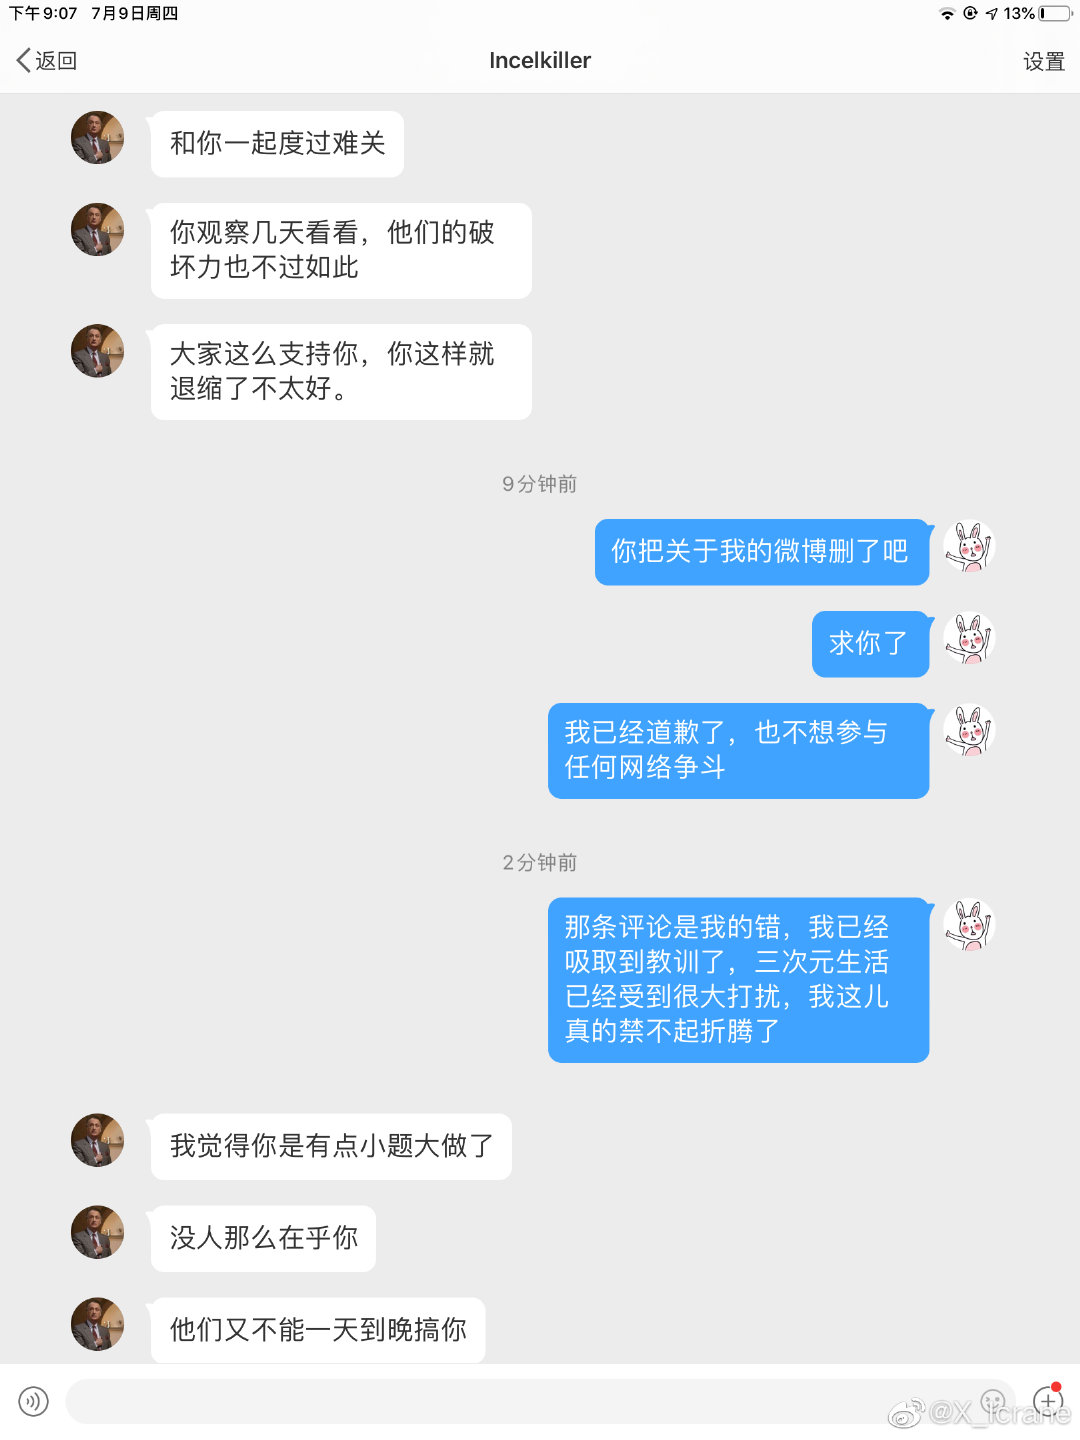 下午9:07 7月9日周四
13%
返回
Incelkiller
设置
和你一起度过难关
你观察几天看看，他们的破
坏力也不过如此
大家这么支持你，你这样就
退缩了不太好。
9分钟前
你把关于我的微博删了吧
求你了
我已经道歉了，也不想参与
任何网络争斗
2分钟前
那条评论是我的错，我已经
吸取到教训了，三次元生活
已经受到很大打扰，我这儿
真的禁不起折腾了
我觉得你是有点小题大做了
没人那么在乎你
他们又不能一天到晚搞你
@X_lcrane